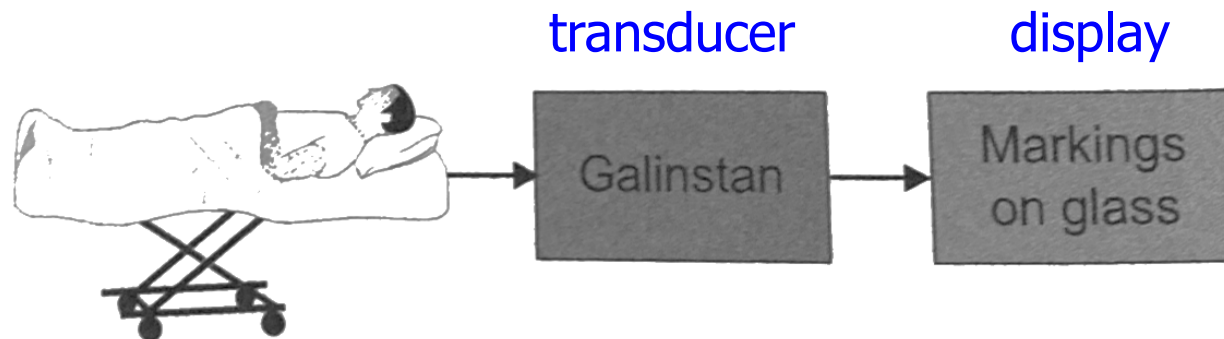 transducer
display
Galinstan
Markings
on glass